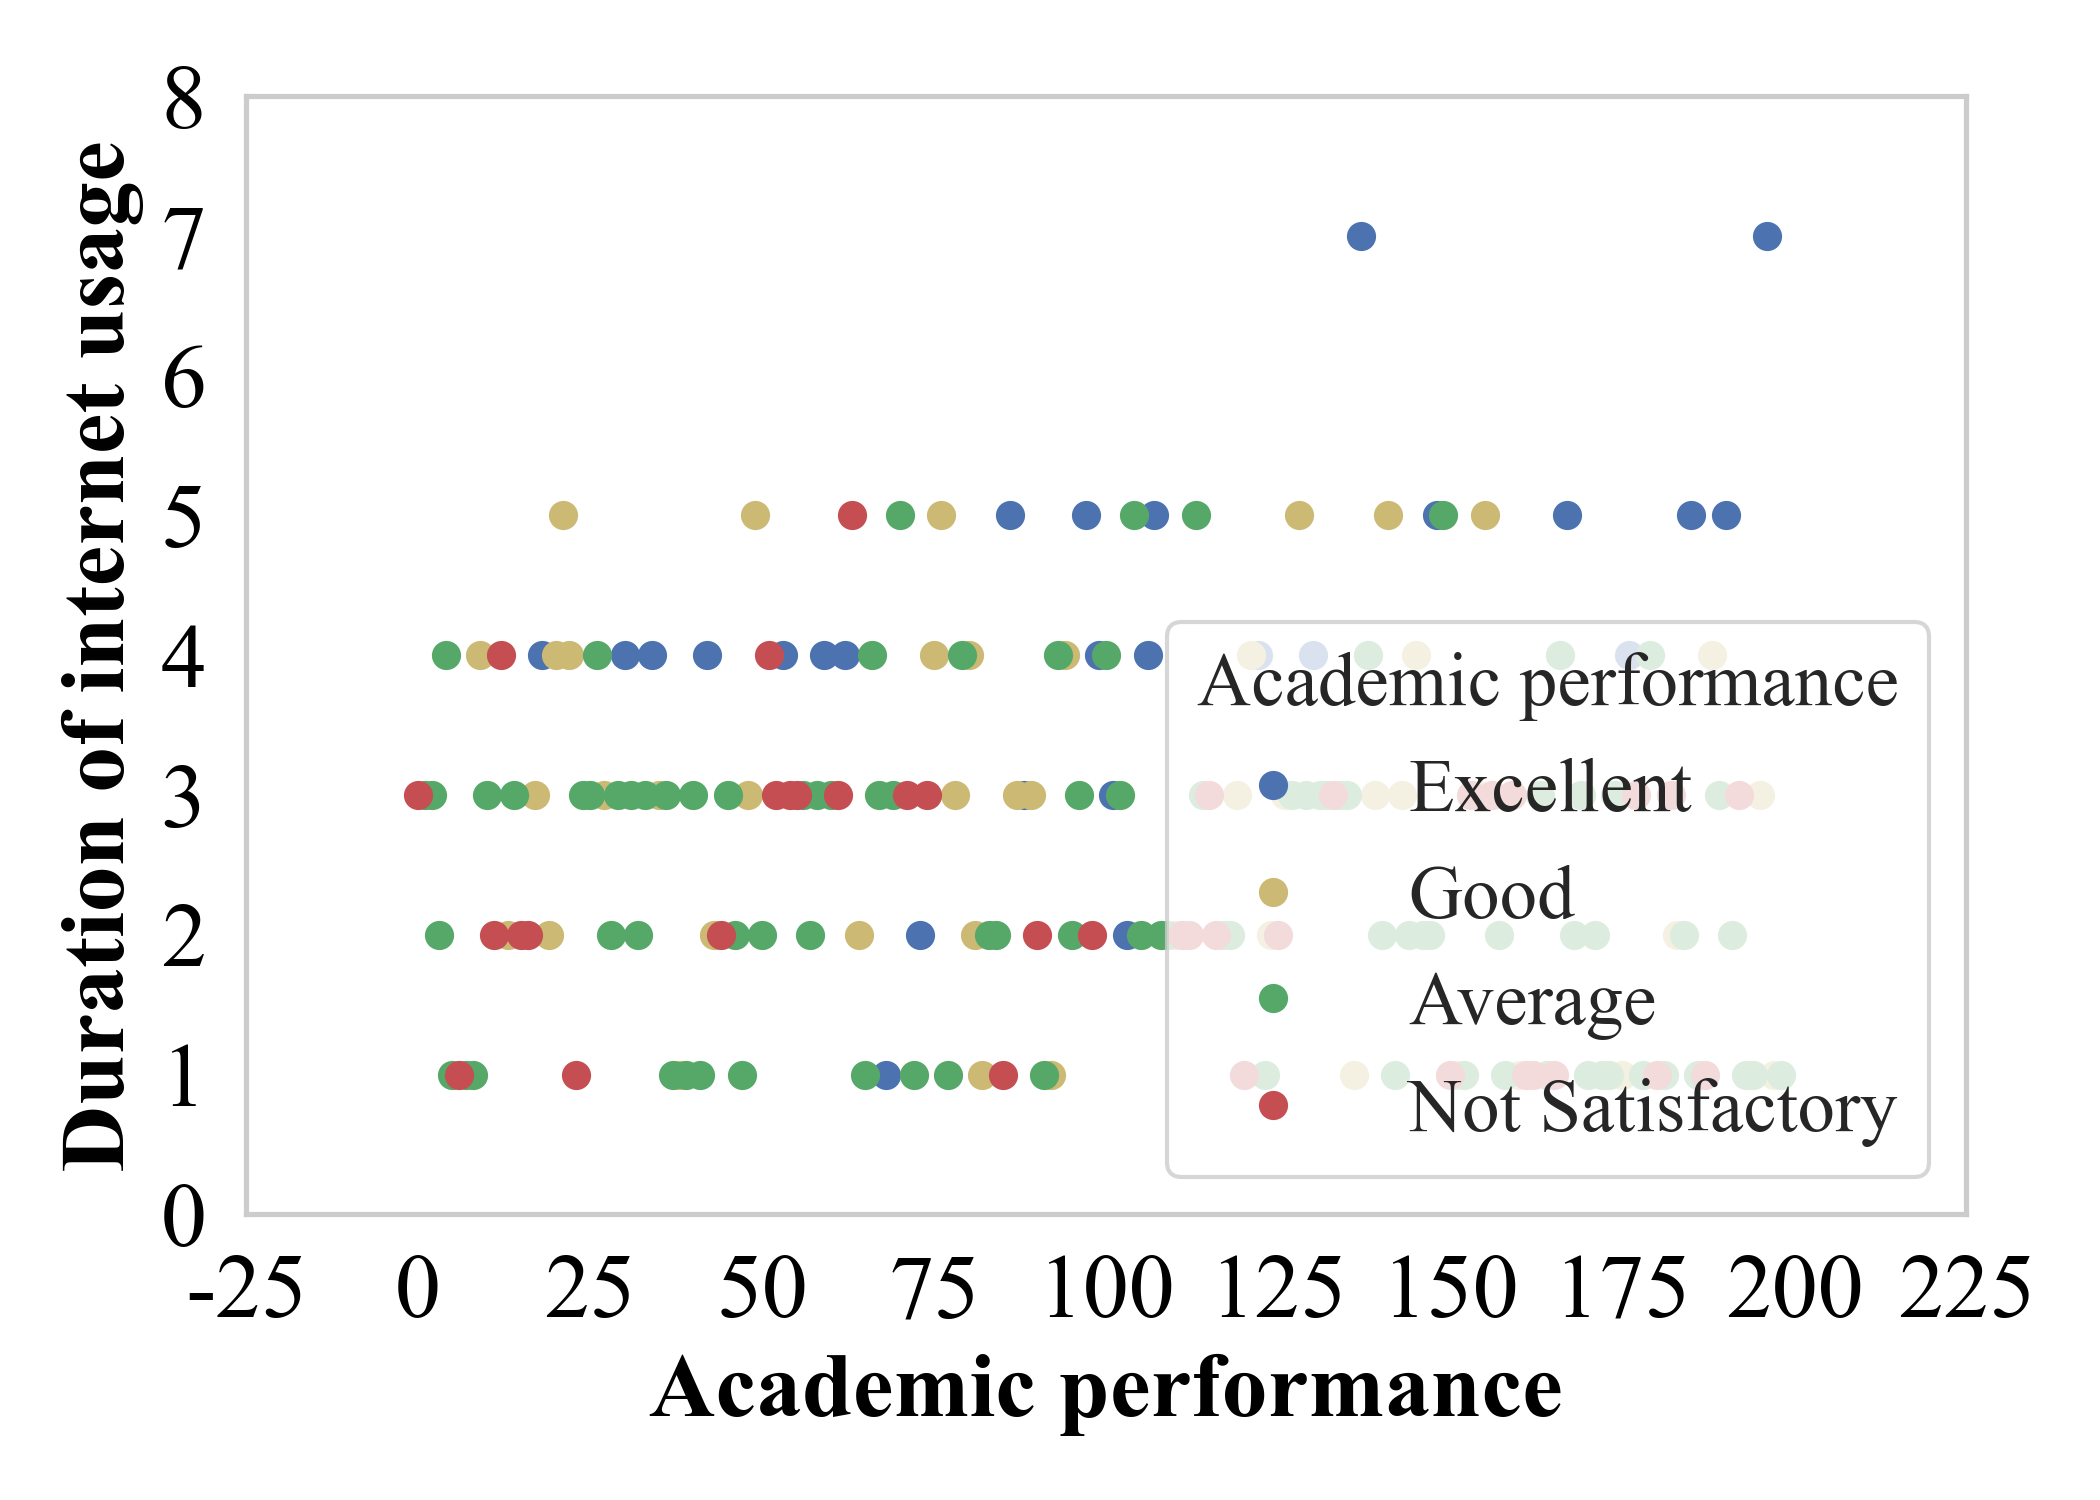 8
7
6
5
4
3
2
1
0
Duration of internet usage
-25 0 25 50 75 100 125 150 175 200 225
Academic performance
Academic performance
Excellent
Good
Average
Not Satisfactory